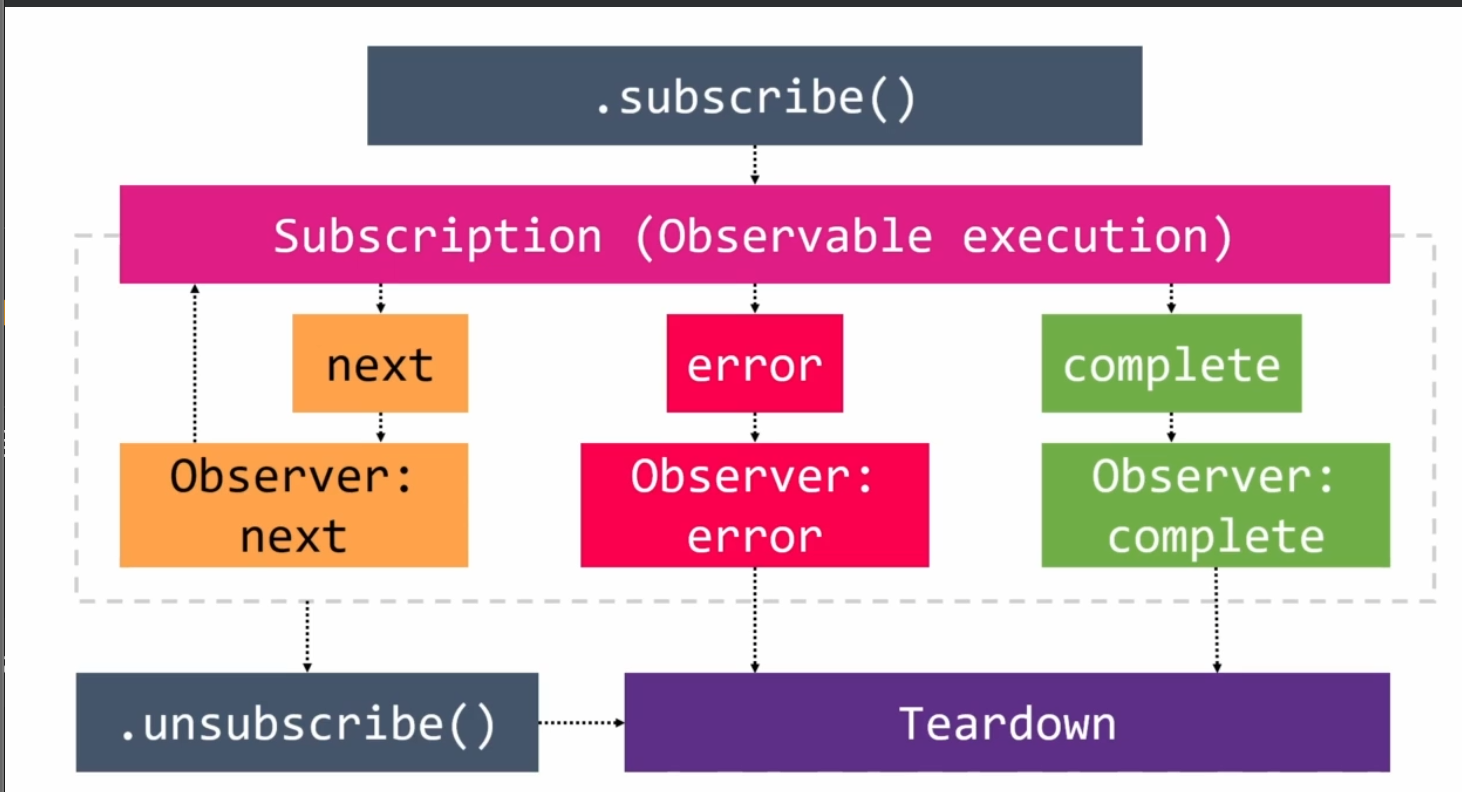 .subscribe()
Subscription (Observable execution)
next
error
complete
Observer:
next
Observer:
error
Observer:
complete
.unsubscribe()
Teardown